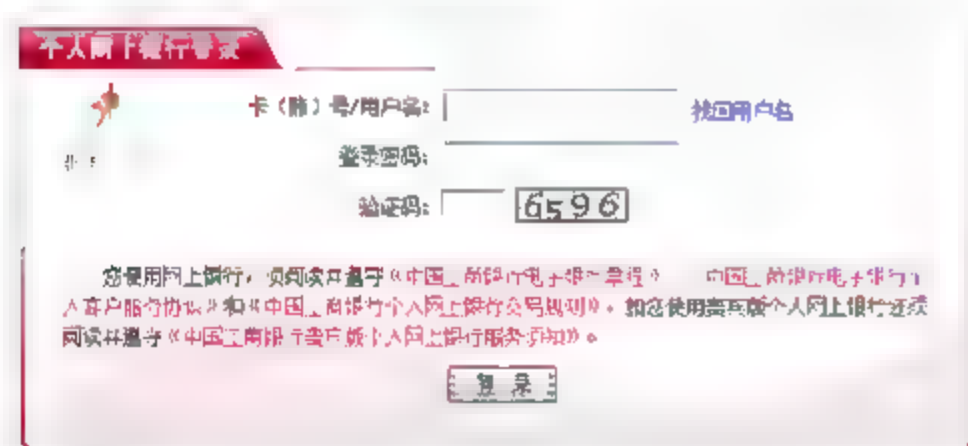 个人网上银行登录
卡（账）号/用户名： 找回用户名
登录密码：
验证码： 6596
您使用网上银行，须阅读并遵守《中国工商银行电子银行章程》 中国工商银行电子银行个
人客户服务协议》和《中国工商银行个人网上银行交易规则》。如您使用贵宾版个人网上银行还须
阅读并遵守《中国工商银行贵宾版个人网上银行服务须知》。
登 录